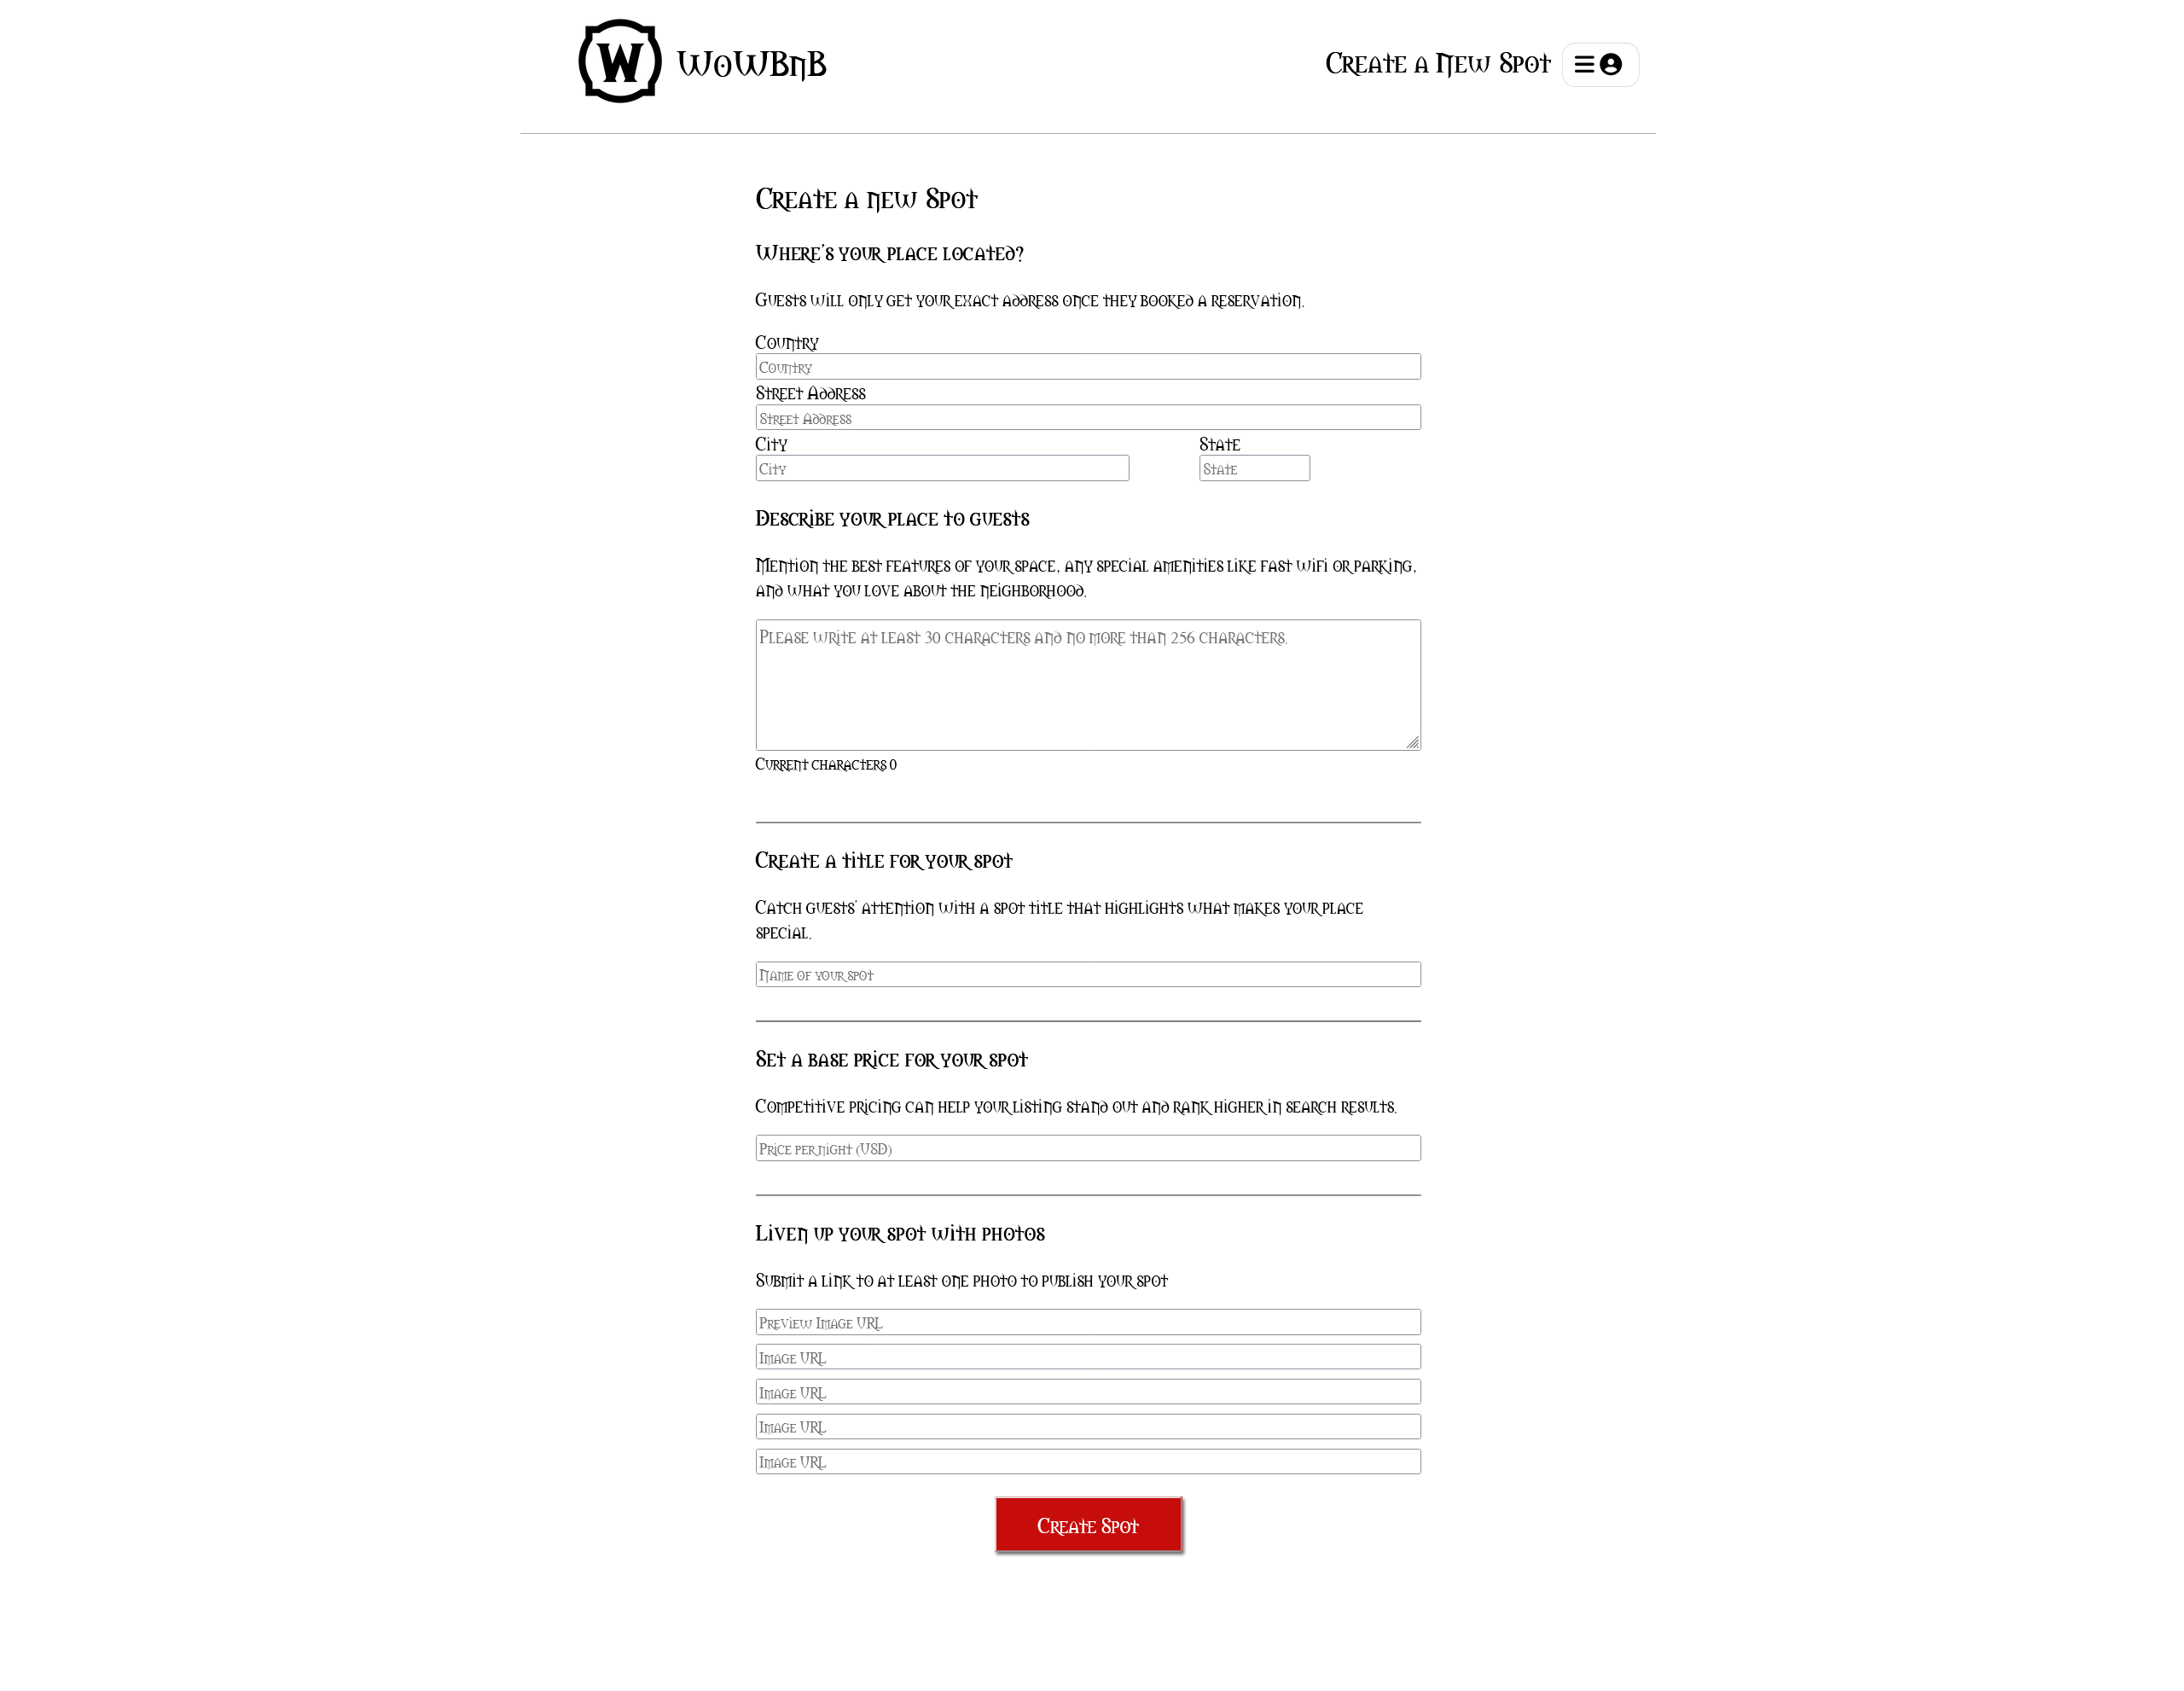 W WoWBnB
Create a New Spot
Create a new Spot
Where's your place located?
Guests will only get your exact address once they booked a reservation.
Country
Country
Street Address
Street Address
City State
City State
Describe your place to guests
Mention the best features of your space, any special amenities like fast wifi or parking,
and what you love about the neighborhood.
Please write at least 30 characters and no more than 256 characters.
Current characters 0
Create a title for your spot
Catch guests' attention with a spot title that highlights what makes your place
special.
Name of your spot
Set a base price for your spot
Competitive pricing can help your listing stand out and rank higher in search results.
Price per night (USD)
Liven up your spot with photos
Submit a link to at least one photo to publish your spot
Preview Image URL
Image URL
Image URL
Image URL
Image URL
Create Spot